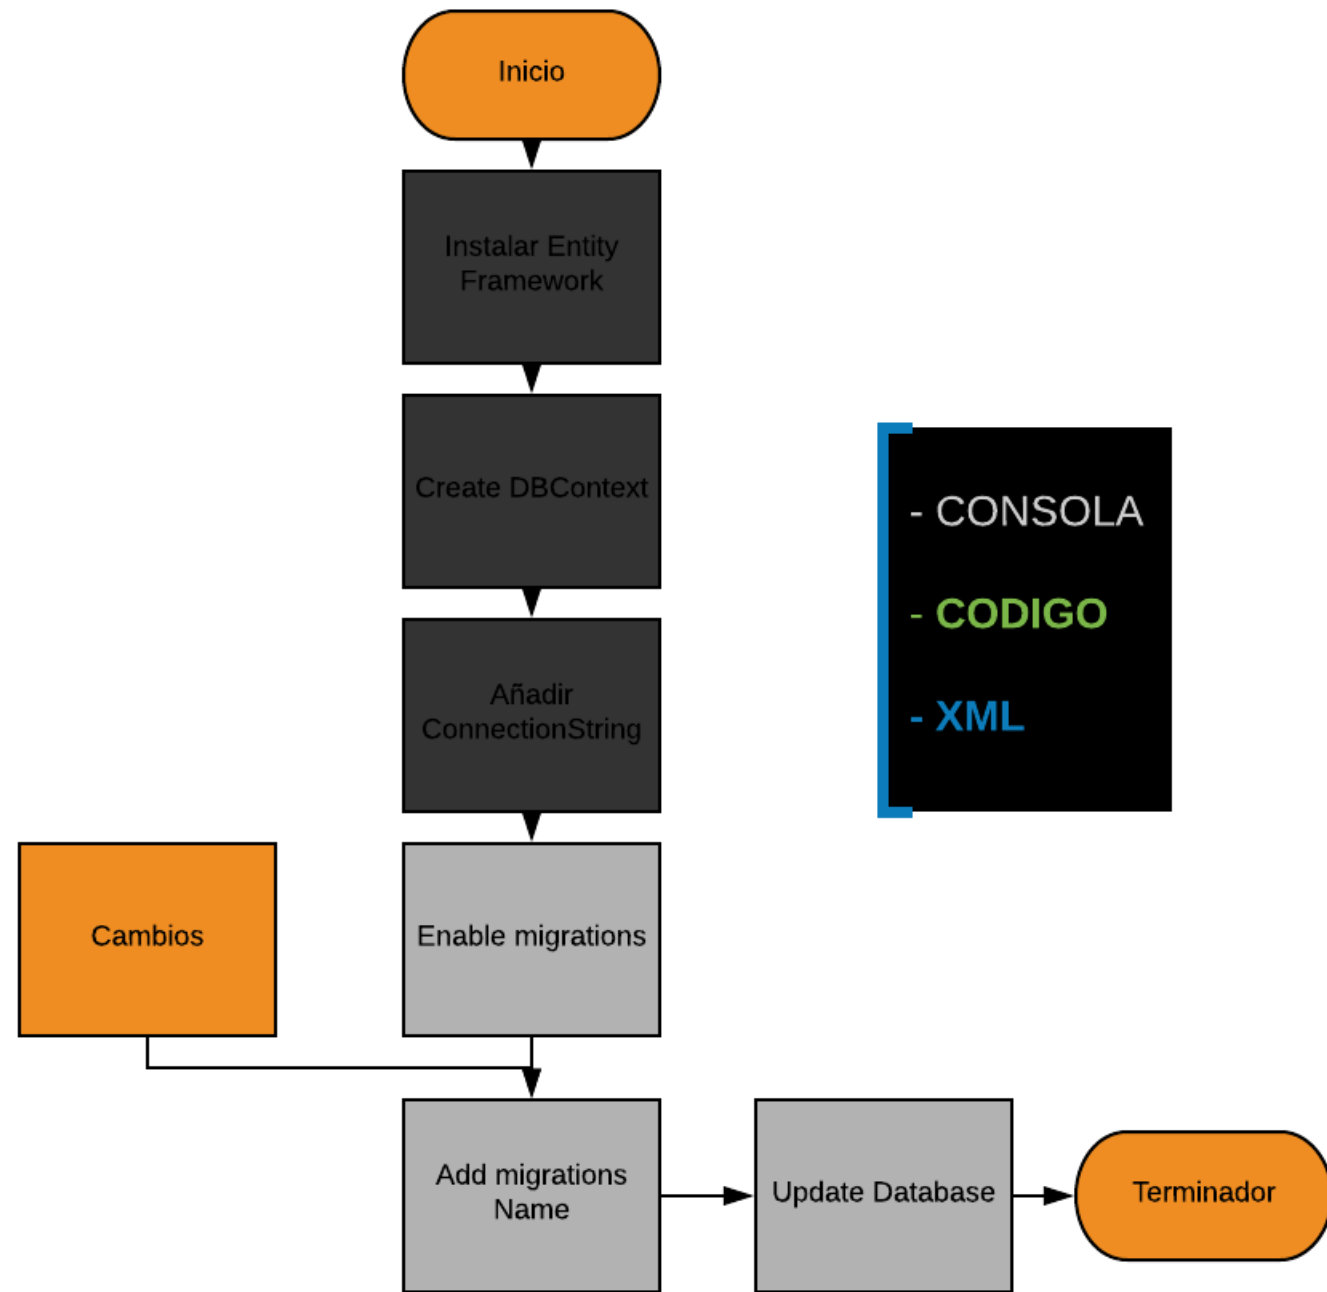 Inicio
Instalar Entity
Framework
Create DBContext
Añadir
ConnectionString
- CONSOLA
- CODIGO
- XML
Cambios
Enable migrations
Add migrations
Name
Update Database
Terminador